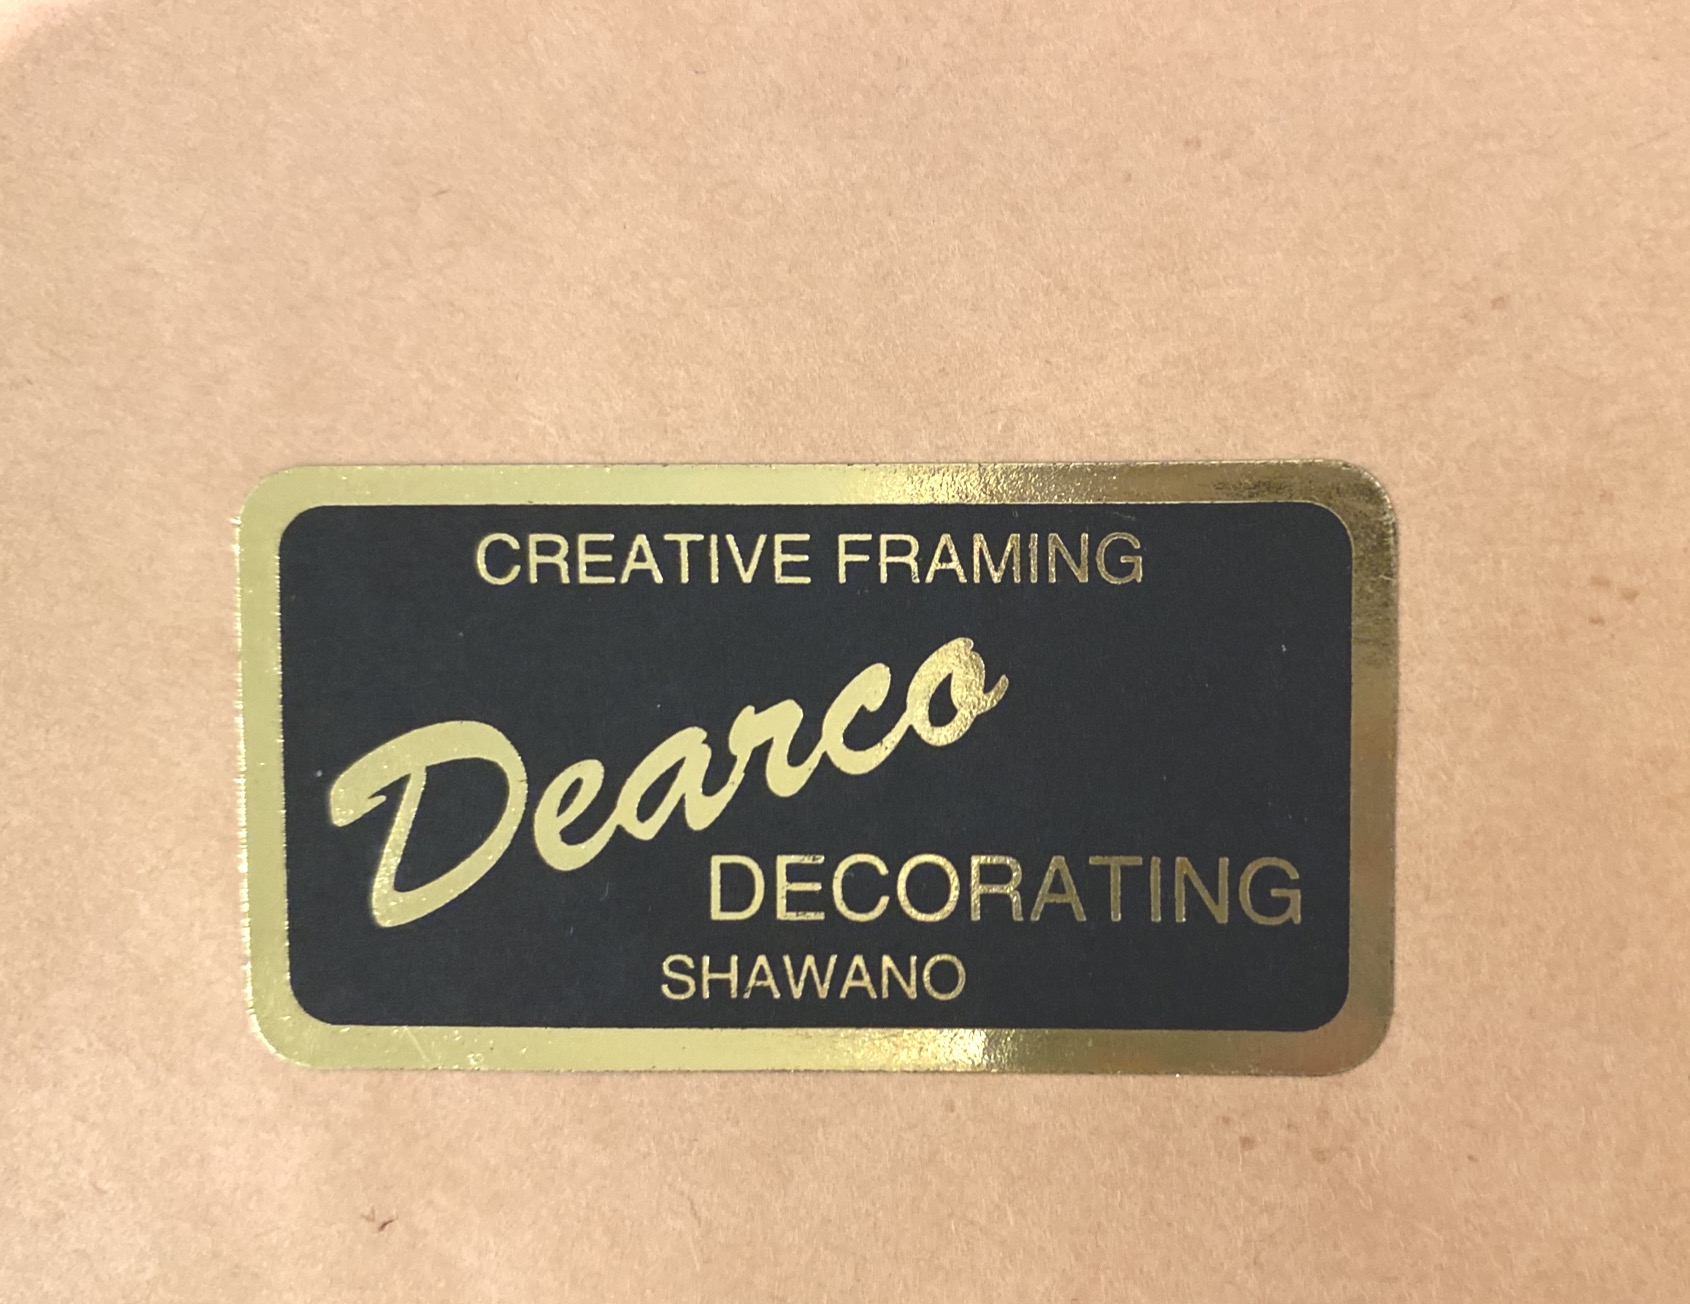 CREATIVE FRAMING
Dearco
DECORATING
SHAWANO